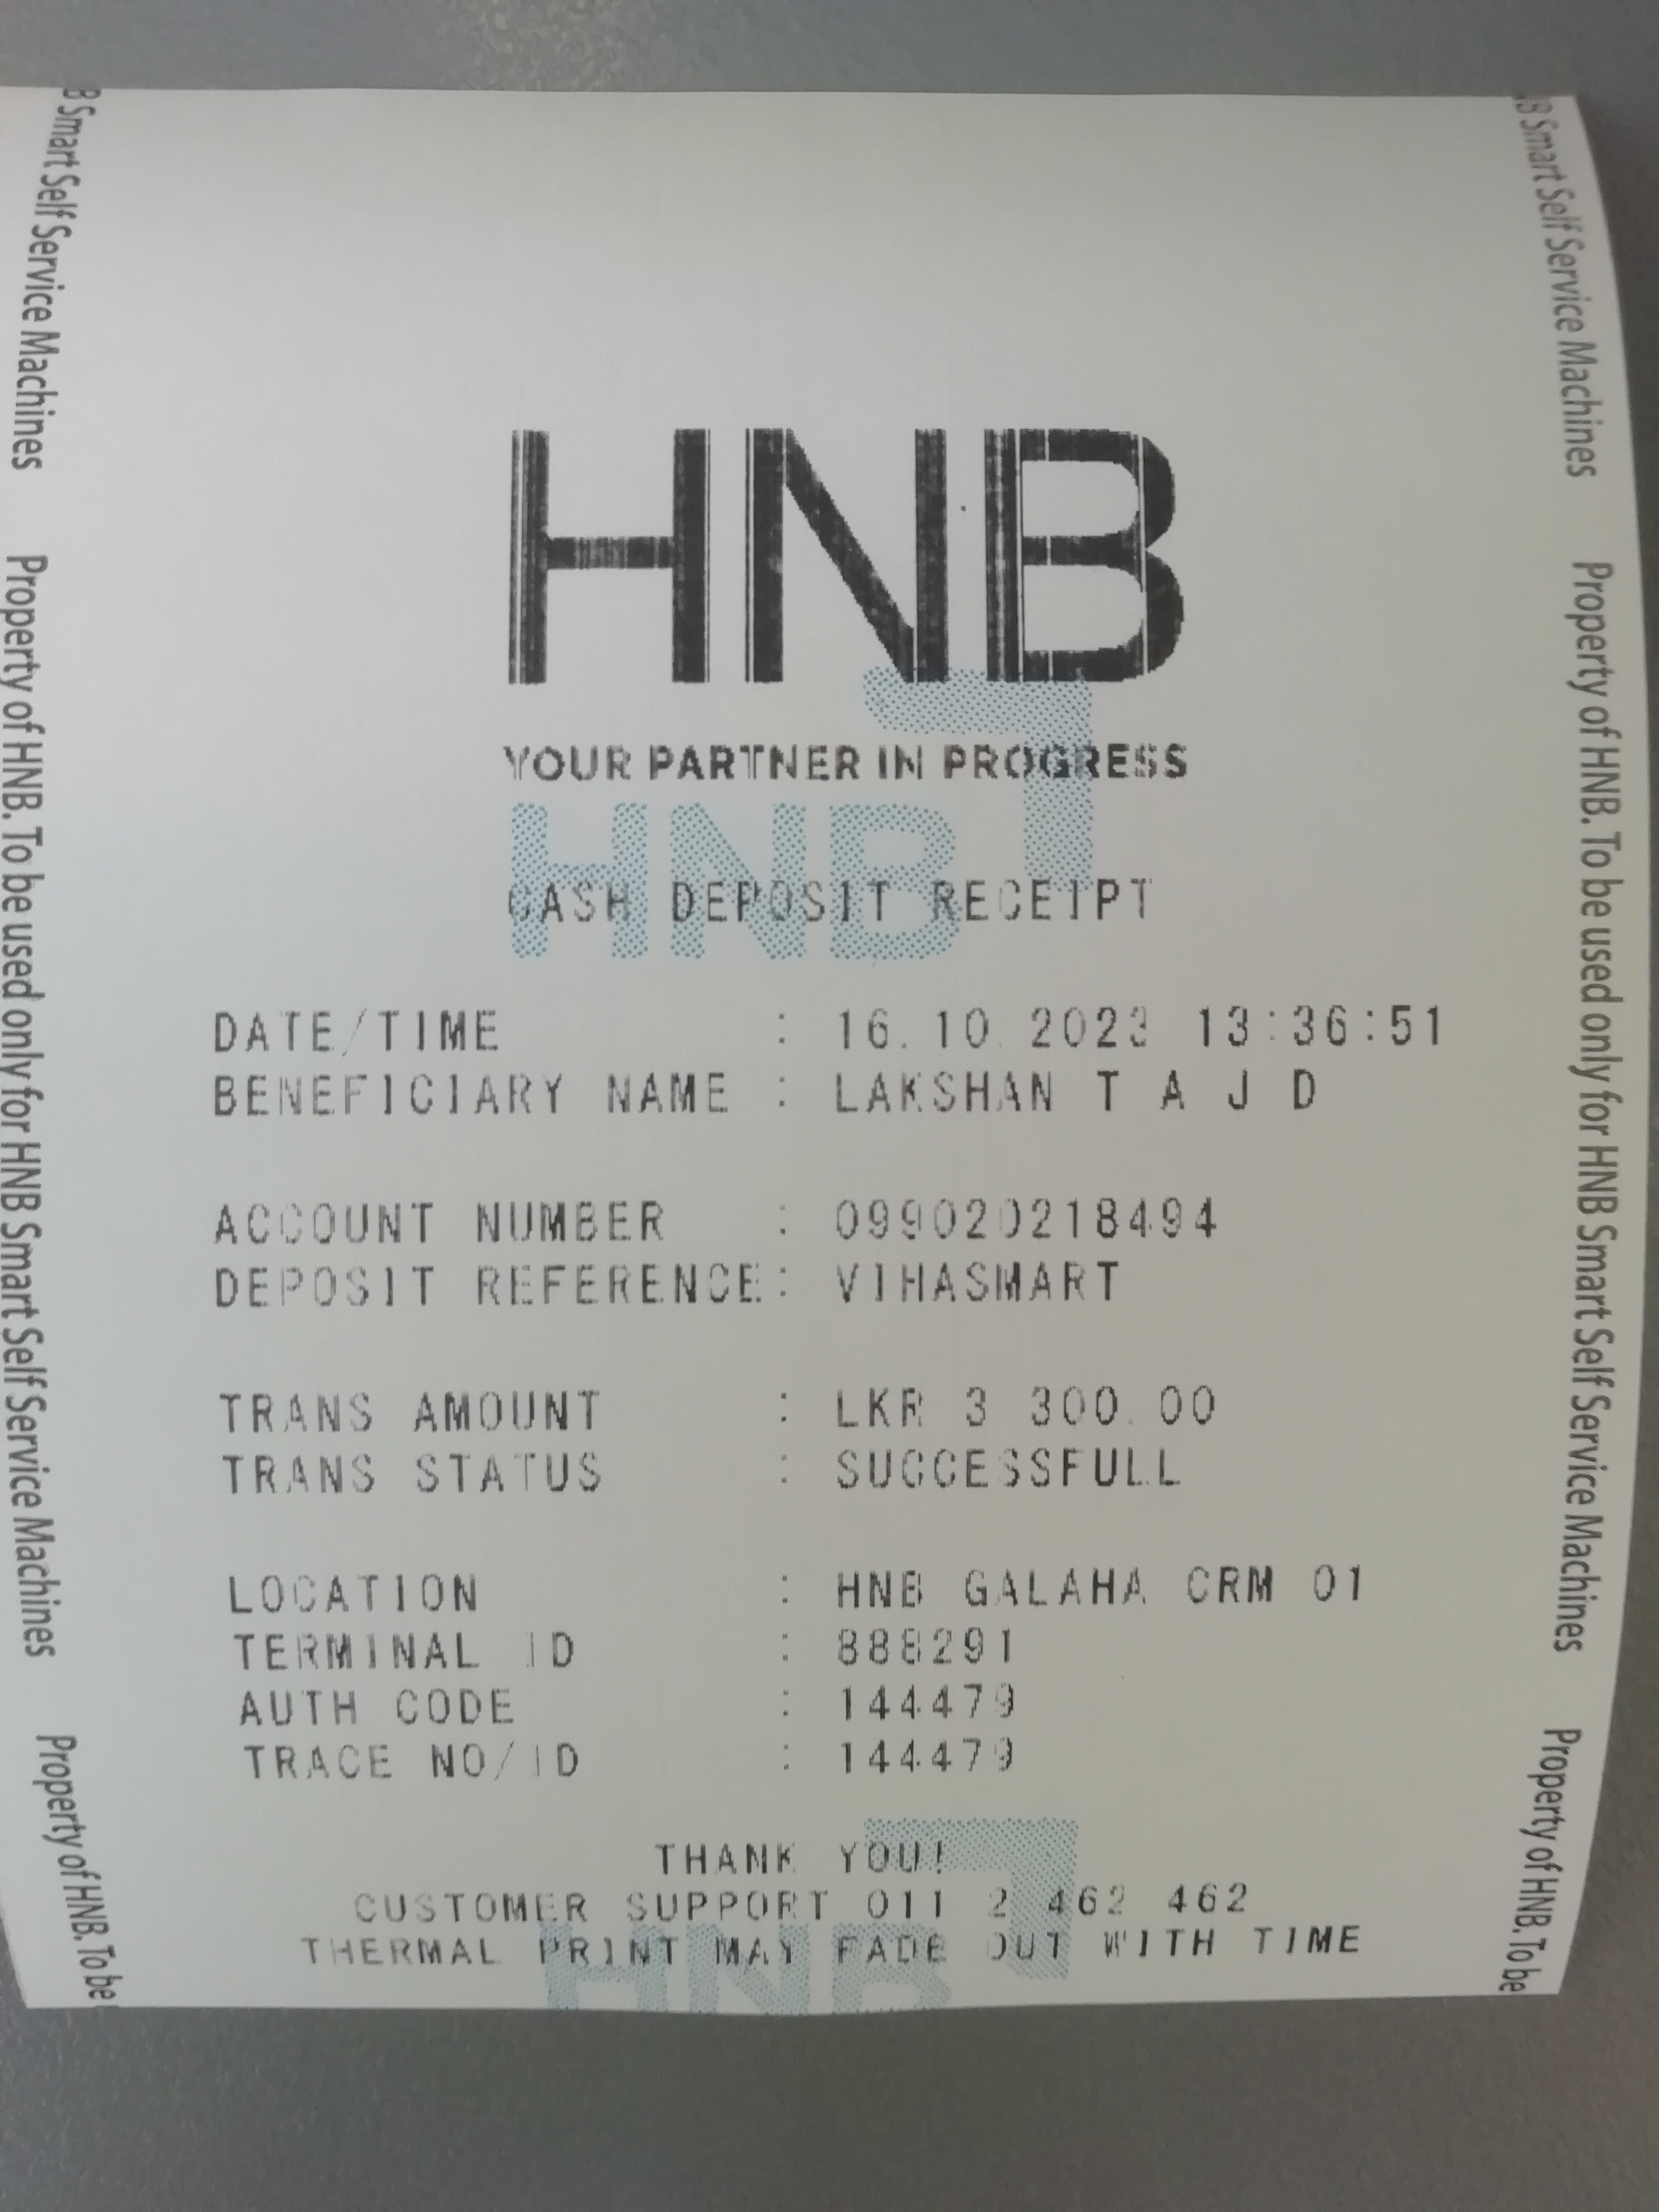 HNB
YOUR PARTNER IN PROGRESS
HNB
CASH DEPOSIT RECEIPT
DATE/TIME : 16.10.2023 13:36:51
BENEFICIARY NAME : LAKSHAN T A J D
ACCOUNT NUMBER : 099020218494
DEPOSIT REFERENCE: VIHASMART
TRANS AMOUNT : LKR 3 300.00
TRANS STATUS : SUCCESSFULL
LOCATION : HNB GALAHA CRM 01
TERMINAL ID : 888291
AUTH CODE : 144479
TRACE NO/ID : 144479
THANK YOU!
CUSTOMER SUPPORT 011 2 462 462
THERMAL PRINT MAY FADE OUT WITH TIME
HNB
B Smart Self Service Machines Property of HNB. To be used only for HNB Smart Self Service Machines Property of HNB. To be
B Smart Self Service Machines Property of HNB. To be used only for HNB Smart Self Service Machines Property of HNB. To be